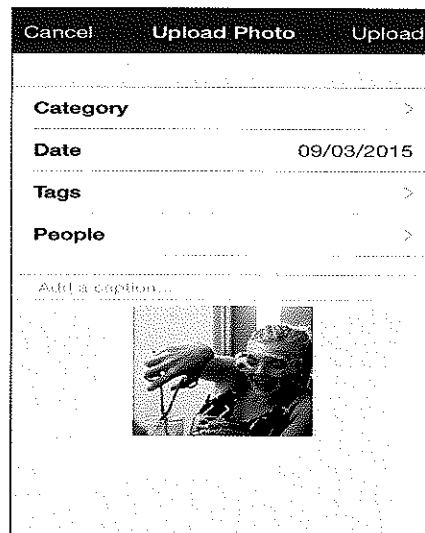 Cancel Upload Photo Upload
Category >
Date 09/03/2015
Tags >
People >
Add a caption...